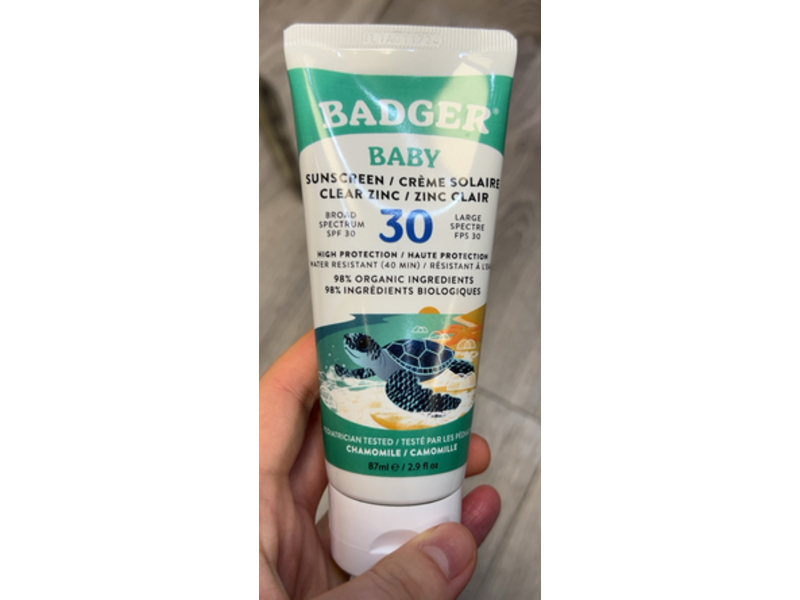 BADGER®
BABY
SUNSCREEN / CRÈME SOLAIRE
CLEAR ZINC / ZINC CLAIR
BROAD SPECTRUM SPF 30
30
LARGE SPECTRE FPS 30
HIGH PROTECTION / HAUTE PROTECTION
WATER RESISTANT (40 MIN) / RÉSISTANT À
98% ORGANIC INGREDIENTS
98% INGRÉDIENTS BIOLOGIQUES
TESTED / TESTÉ PAR LES
CHAMOMILE / CAMOMILLE
87ml ℮ / 2.9 fl oz